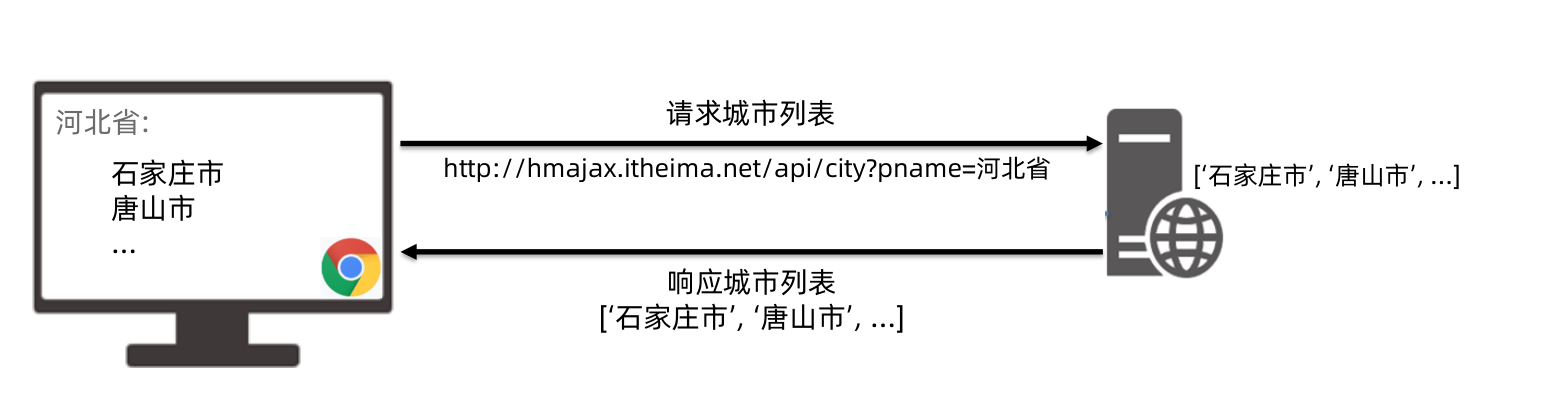 河北省:
石家庄市
唐山市
...
请求城市列表
http://hmajax.itheima.net/api/city?pname=河北省
['石家庄市', '唐山市', ...]
响应城市列表
['石家庄市', '唐山市', ...]